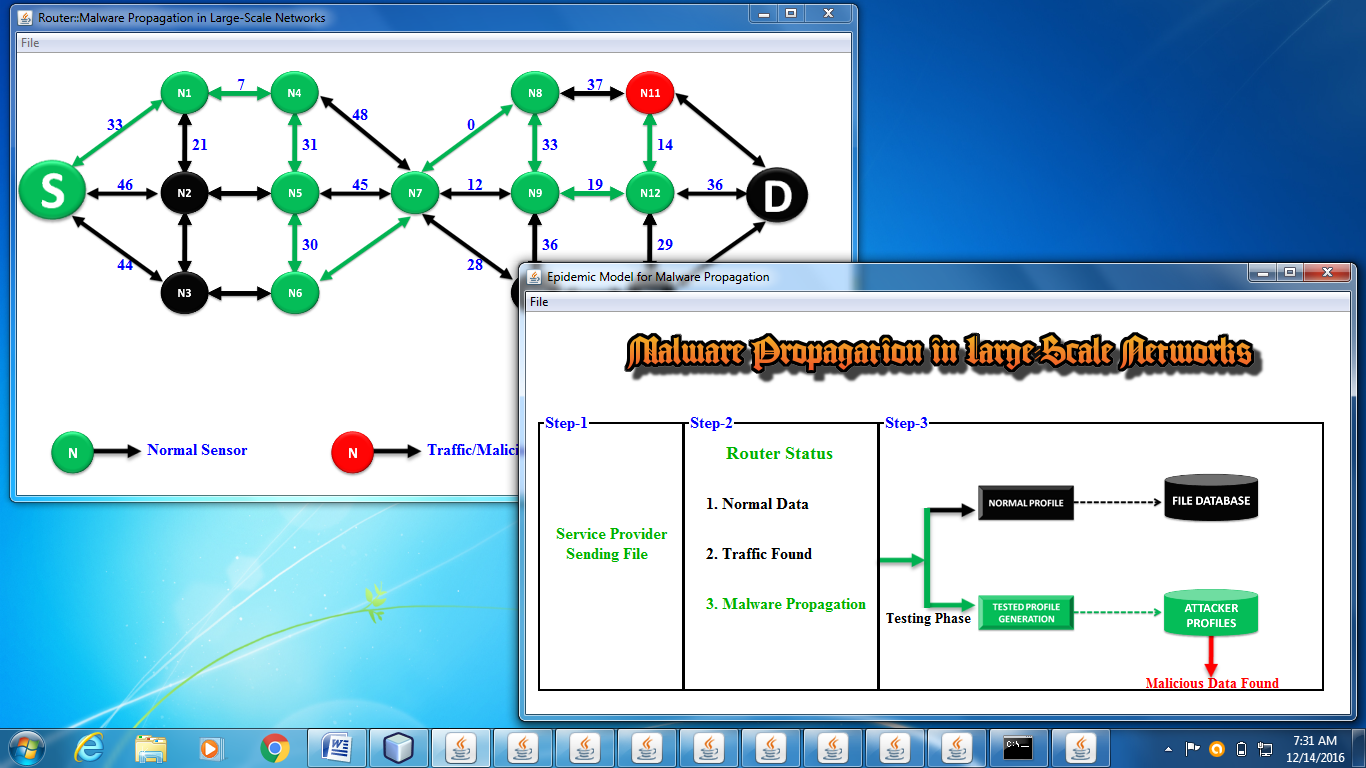 Router::Malware Propagation in Large-Scale Networks
File
N1
7
N4
N8
37
N11
33
48
0
21
31
33
14
S
46
N2
N5
45
N7
12
N9
19
N12
36
D
30
36
29
44
28
N3
N6
N
Normal Sensor
N
Traffic/Malici
Epidemic Model for Malware Propagation
File
Malware Propagation in Large-Scale Networks
Step-1
Service Provider
Sending File
Step-2
Router Status
1. Normal Data
2. Traffic Found
3. Malware Propagation
Step-3
NORMAL PROFILE
FILE DATABASE
Testing Phase
TESTED PROFILE
GENERATION
ATTACKER
PROFILES
Malicious Data Found
7:31 AM
12/14/2016